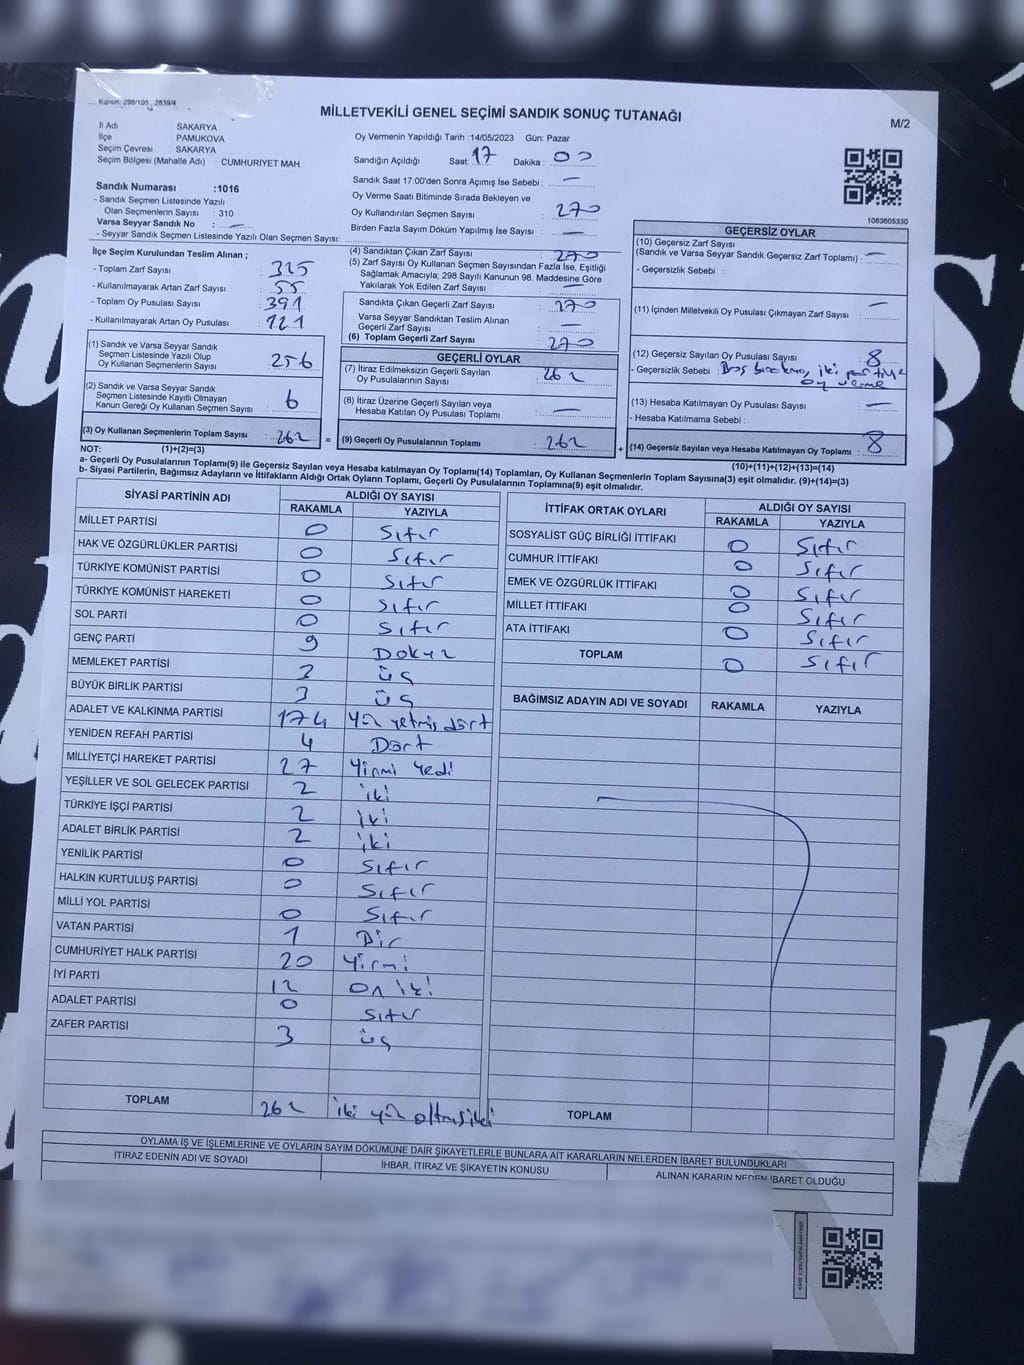 Kanun: 298/105 , 2839/4
MİLLETVEKİLİ GENEL SEÇİMİ SANDIK SONUÇ TUTANAĞI
M/2
İl Adı SAKARYA
İlçe PAMUKOVA
Seçim Çevresi SAKARYA
Seçim Bölgesi (Mahalle Adı) : CUMHURİYET MAH.
Sandık Numarası :1016
- Sandık Seçmen Listesinde Yazılı
Olan Seçmenlerin Sayısı : 310
Varsa Seyyar Sandık No : —
- Seyyar Sandık Seçmen Listesinde Yazılı Olan Seçmen Sayısı:
Oy Vermenin Yapıldığı Tarih :14/05/2023 Gün: Pazar
Sandığın Açıldığı Saat: 17 Dakika : 00
Sandık Saat 17:00'den Sonra Açımış İse Sebebi : —
Oy Verme Saati Bitiminde Sırada Bekleyen ve
Oy Kullandırılan Seçmen Sayısı : 270
Birden Fazla Sayım Döküm Yapılmış İse Sayısı : —
1083605330
İlçe Seçim Kurulundan Teslim Alınan ;
- Toplam Zarf Sayısı : 325
- Kullanılmayarak Artan Zarf Sayısı : 55
- Toplam Oy Pusulası Sayısı : 391
- Kullanılmayarak Artan Oy Pusulası : 121
(1) Sandık ve Varsa Seyyar Sandık
Seçmen Listesinde Yazılı Olup
Oy Kullanan Seçmenlerin Sayısı : 256
(2) Sandık ve Varsa Seyyar Sandık
Seçmen Listesinde Kayıtlı Olmayan
Kanun Gereği Oy Kullanan Seçmen Sayısı : 6
(3) Oy Kullanan Seçmenlerin Toplam Sayısı : 262
(4) Sandıktan Çıkan Zarf Sayısı : 270
(5) Zarf Sayısı Oy Kullanan Seçmen Sayısından Fazla İse, Eşitliği
Sağlamak Amacıyla; 298 Sayılı Kanunun 98. Maddesine Göre
Yakılarak Yok Edilen Zarf Sayısı : —
Sandıkta Çıkan Geçerli Zarf Sayısı : 270
Varsa Seyyar Sandıktan Teslim Alınan
Geçerli Zarf Sayısı : —
(6) Toplam Geçerli Zarf Sayısı : 270
GEÇERLİ OYLAR
(7) İtiraz Edilmeksizin Geçerli Sayılan
Oy Pusulalarının Sayısı : 262
(8) İtiraz Üzerine Geçerli Sayılan veya
Hesaba Katılan Oy Pusulası Toplamı : —
= (9) Geçerli Oy Pusulalarının Toplamı : 262
GEÇERSİZ OYLAR
(10) Geçersiz Zarf Sayısı
(Sandık ve Varsa Seyyar Sandık Geçersiz Zarf Toplamı) : —
- Geçersizlik Sebebi :
(11) İçinden Milletvekili Oy Pusulası Çıkmayan Zarf Sayısı : —
(12) Geçersiz Sayılan Oy Pusulası Sayısı : 8
- Geçersizlik Sebebi : Boş bırakma, iki partiye
oy verme
(13) Hesaba Katılmayan Oy Pusulası Sayısı : —
- Hesaba Katılmama Sebebi :
+ (14) Geçersiz Sayılan veya Hesaba Katılmayan Oy Toplamı : 8
NOT: (1)+(2)=(3)
(10)+(11)+(12)+(13)=(14)
a- Geçerli Oy Pusulalarının Toplamı(9) ile Geçersiz Sayılan veya Hesaba katılmayan Oy Toplamı(14) Toplamları, Oy Kullanan Seçmenlerin Toplam Sayısına(3) eşit olmalıdır. (9)+(14)=(3)
b- Siyasi Partilerin, Bağımsız Adayların ve İttifakların Aldığı Ortak Oyların Toplamı, Geçerli Oy Pusulalarının Toplamına(9) eşit olmalıdır.
SİYASİ PARTİNİN ADI ALDIĞI OY SAYISI
RAKAMLA YAZIYLA
MİLLET PARTİSİ 0 Sıfır
HAK VE ÖZGÜRLÜKLER PARTİSİ 0 Sıfır
TÜRKİYE KOMÜNİST PARTİSİ 0 Sıfır
TÜRKİYE KOMÜNİST HAREKETİ 0 Sıfır
SOL PARTİ 0 Sıfır
GENÇ PARTİ 9 Dokuz
MEMLEKET PARTİSİ 3 üç
BÜYÜK BİRLİK PARTİSİ 3 üç
ADALET VE KALKINMA PARTİSİ 174 Yüz yetmiş dört
YENİDEN REFAH PARTİSİ 4 Dört
MİLLİYETÇİ HAREKET PARTİSİ 27 Yirmi Yedi
YEŞİLLER VE SOL GELECEK PARTİSİ 2 iki
TÜRKİYE İŞÇİ PARTİSİ 2 iki
ADALET BİRLİK PARTİSİ 2 iki
YENİLİK PARTİSİ 0 Sıfır
HALKIN KURTULUŞ PARTİSİ 0 Sıfır
MİLLİ YOL PARTİSİ 0 Sıfır
VATAN PARTİSİ 1 Bir
CUMHURİYET HALK PARTİSİ 20 Yirmi
İYİ PARTİ 12 On iki
ADALET PARTİSİ 0 Sıfır
ZAFER PARTİSİ 3 üç
TOPLAM 262 iki yüz altmış iki
İTTİFAK ORTAK OYLARI ALDIĞI OY SAYISI
RAKAMLA YAZIYLA
SOSYALİST GÜÇ BİRLİĞİ İTTİFAKI 0 Sıfır
CUMHUR İTTİFAKI 0 Sıfır
EMEK VE ÖZGÜRLÜK İTTİFAKI 0 Sıfır
MİLLET İTTİFAKI 0 Sıfır
ATA İTTİFAKI 0 Sıfır
TOPLAM 0 Sıfır
BAĞIMSIZ ADAYIN ADI VE SOYADI RAKAMLA YAZIYLA
TOPLAM
OYLAMA İŞ VE İŞLEMLERİNE VE OYLARIN SAYIM DÖKÜMÜNE DAİR ŞİKAYETLERLE BUNLARA AİT KARARLARIN NELERDEN İBARET BULUNDUKLARI
İTİRAZ EDENİN ADI VE SOYADI İHBAR, İTİRAZ VE ŞİKAYETİN KONUSU ALINAN KARARIN NEDEN İBARET OLDUĞU